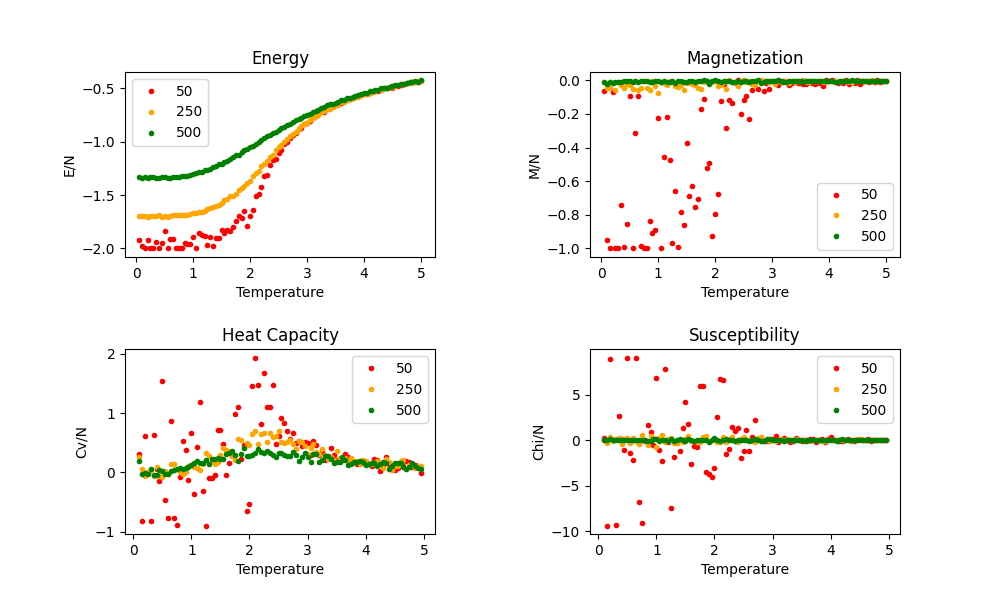 Energy
E/N
−0.5
−1.0
−1.5
−2.0
50
250
500
0 1 2 3 4 5
Temperature
Magnetization
M/N
0.0
−0.2
−0.4
−0.6
−0.8
−1.0
50
250
500
0 1 2 3 4 5
Temperature
Heat Capacity
Cv/N
2
1
0
−1
50
250
500
0 1 2 3 4 5
Temperature
Susceptibility
Chi/N
5
0
−5
−10
50
250
500
0 1 2 3 4 5
Temperature